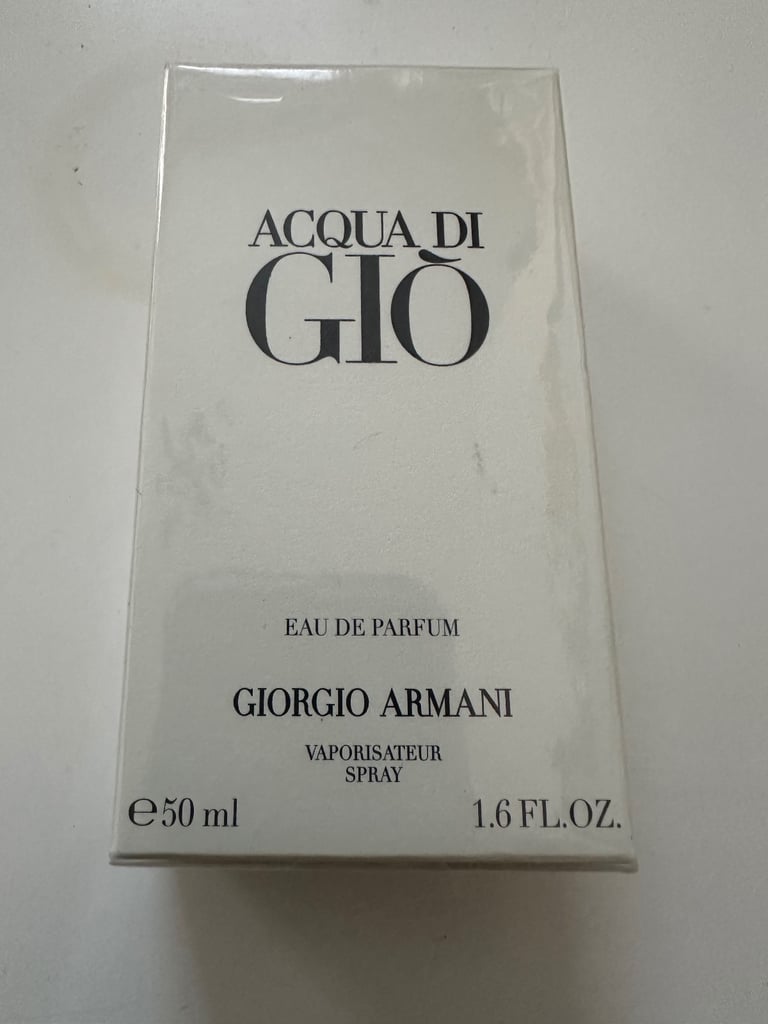 ACQUA DI
GIÒ
EAU DE PARFUM
GIORGIO ARMANI
VAPORISATEUR
SPRAY
℮50 ml 1.6 FL.OZ.